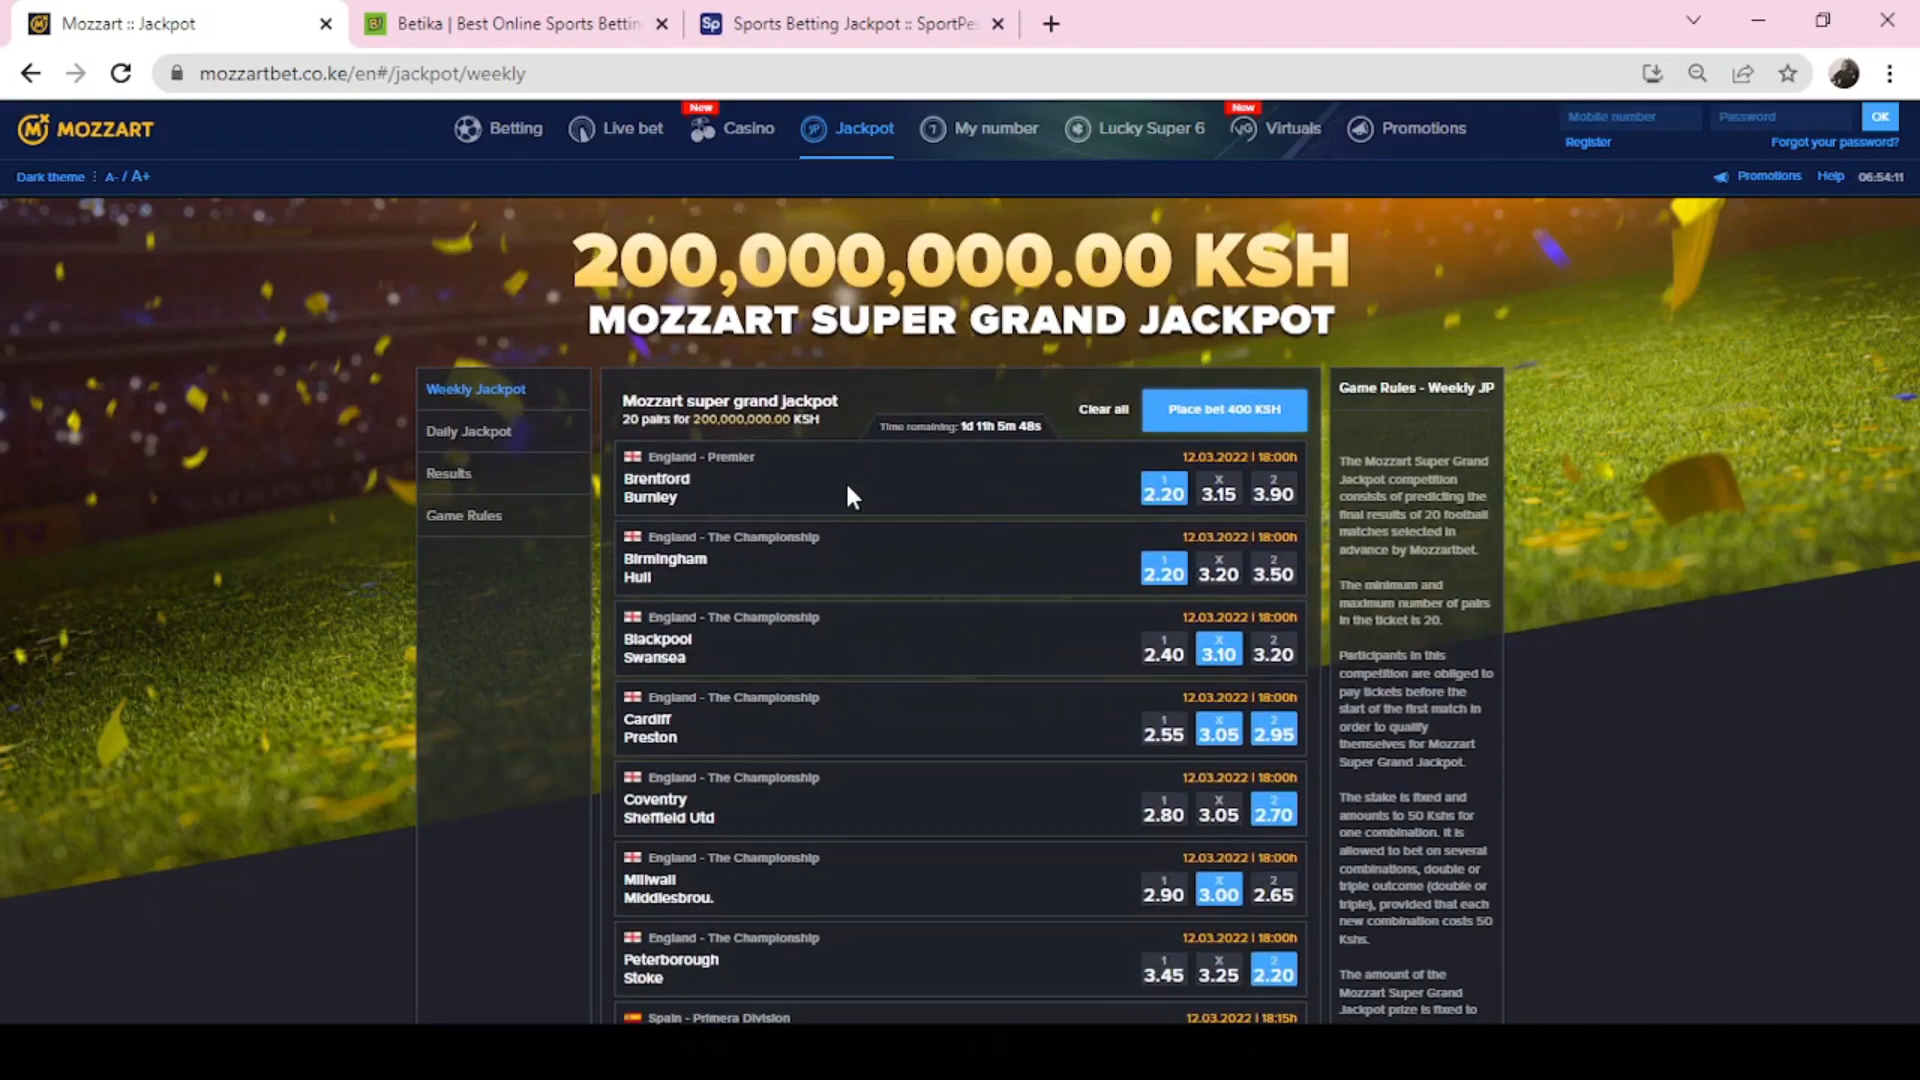 Mozzart :: Jackpot
Betika | Best Online Sports Bettin
Sp Sports Betting Jackpot :: SportPes
mozzartbet.co.ke/en#/jackpot/weekly
MOZZART
Betting
Live bet
New
Casino
Jackpot
My number
Lucky Super 6
New
Virtuals
Promotions
Mobile number
Password
OK
Register
Forgot your password?
Dark theme : A- / A+
Promotions Help 06:54:11
200,000,000.00 KSH
MOZZART SUPER GRAND JACKPOT
Weekly Jackpot
Daily Jackpot
Results
Game Rules
Mozzart super grand jackpot
20 pairs for 200,000,000.00 KSH
Time remaining: 1d 11h 5m 48s
Clear all
Place bet 400 KSH
England - Premier 12.03.2022 | 18:00h
Brentford
Burnley
1 X 2
2.20 3.15 3.90
England - The Championship 12.03.2022 | 18:00h
Birmingham
Hull
1 X 2
2.20 3.20 3.50
England - The Championship 12.03.2022 | 18:00h
Blackpool
Swansea
1 X 2
2.40 3.10 3.20
England - The Championship 12.03.2022 | 18:00h
Cardiff
Preston
1 X 2
2.55 3.05 2.95
England - The Championship 12.03.2022 | 18:00h
Coventry
Sheffield Utd
1 X 2
2.80 3.05 2.70
England - The Championship 12.03.2022 | 18:00h
Millwall
Middlesbrou.
1 X 2
2.90 3.00 2.65
England - The Championship 12.03.2022 | 18:00h
Peterborough
Stoke
1 X 2
3.45 3.25 2.20
Spain - Primera Division 12.03.2022 | 18:15h
Game Rules - Weekly JP
The Mozzart Super Grand
Jackpot competition
consists of predicting the
final results of 20 football
matches selected in
advance by Mozzartbet.
The minimum and
maximum number of pairs
in the ticket is 20.
Participants in this
competition are obliged to
pay tickets before the
start of the first match in
order to qualify
themselves for Mozzart
Super Grand Jackpot.
The stake is fixed and
amounts to 50 Kshs for
one combination. It is
allowed to bet on several
combinations, double or
triple outcome (double or
triple), provided that each
new combination costs 50
Kshs.
The amount of the
Mozzart Super Grand
Jackpot prize is fixed to